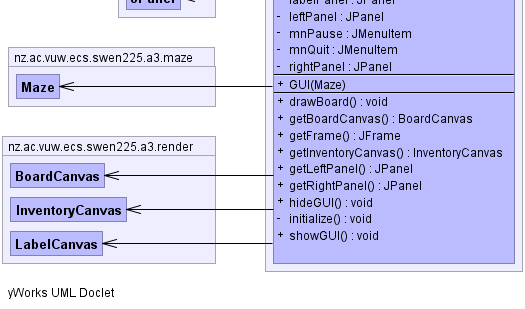 JPanel
labelPanel : JPanel
- leftPanel : JPanel
- mnPause : JMenuItem
- mnQuit : JMenuItem
- rightPanel : JPanel
nz.ac.vuw.ecs.swen225.a3.maze
Maze
+ GUI(Maze)
+ drawBoard() : void
+ getBoardCanvas() : BoardCanvas
+ getFrame() : JFrame
+ getInventoryCanvas() : InventoryCanvas
+ getLeftPanel() : JPanel
+ getRightPanel() : JPanel
+ hideGUI() : void
- initialize() : void
+ showGUI() : void
nz.ac.vuw.ecs.swen225.a3.render
BoardCanvas
InventoryCanvas
LabelCanvas
yWorks UML Doclet